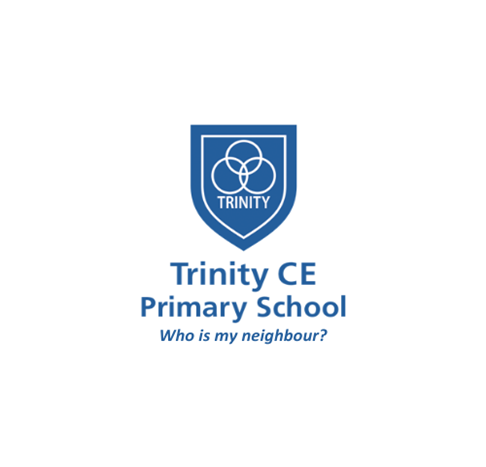 TRINITY
Trinity CE
Primary School
Who is my neighbour?